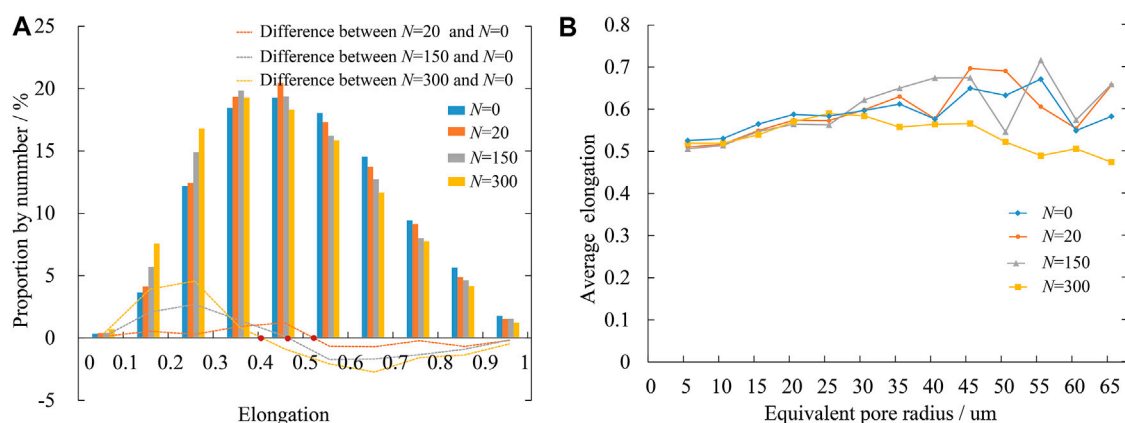 A
25
20
15
10
5
0
-5
Proportion by number / %
Difference between N=20 and N=0
Difference between N=150 and N=0
Difference between N=300 and N=0
N=0
N=20
N=150
N=300
0 0.1 0.2 0.3 0.4 0.5 0.6 0.7 0.8 0.9 1
Elongation
B
0.8
0.7
0.6
0.5
0.4
0.3
0.2
0.1
0
Average elongation
N=0
N=20
N=150
N=300
0 5 10 15 20 25 30 35 40 45 50 55 60 65
Equivalent pore radius / um